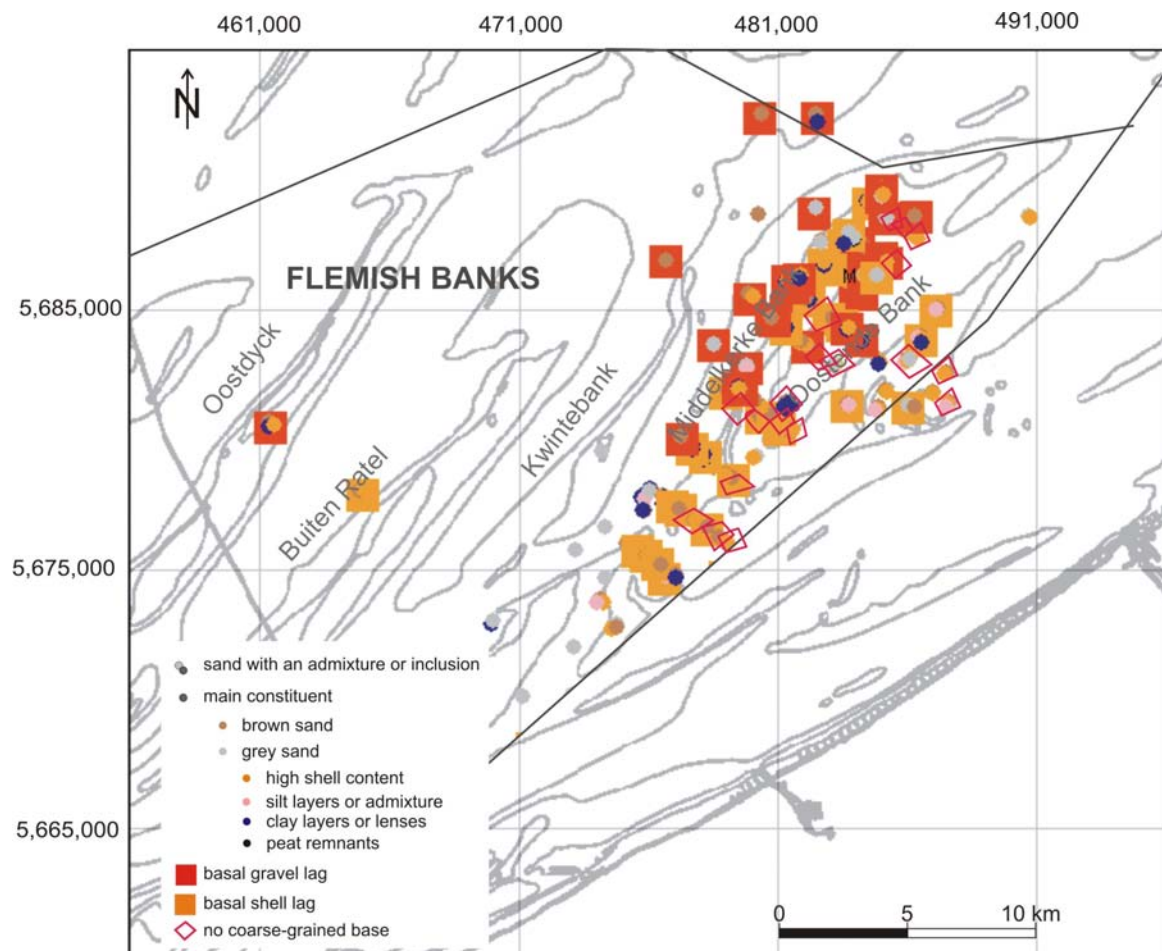 461,000 471,000 481,000 491,000
N
FLEMISH BANKS
M
5,685,000
Oostdyck
Buiten Ratel
Kwintebank
Bank
5,675,000
sand with an admixture or inclusion
main constituent
brown sand
grey sand
high shell content
silt layers or admixture
clay layers or lenses
peat remnants
basal gravel lag
basal shell lag
no coarse-grained base
5,665,000
0 5 10 km